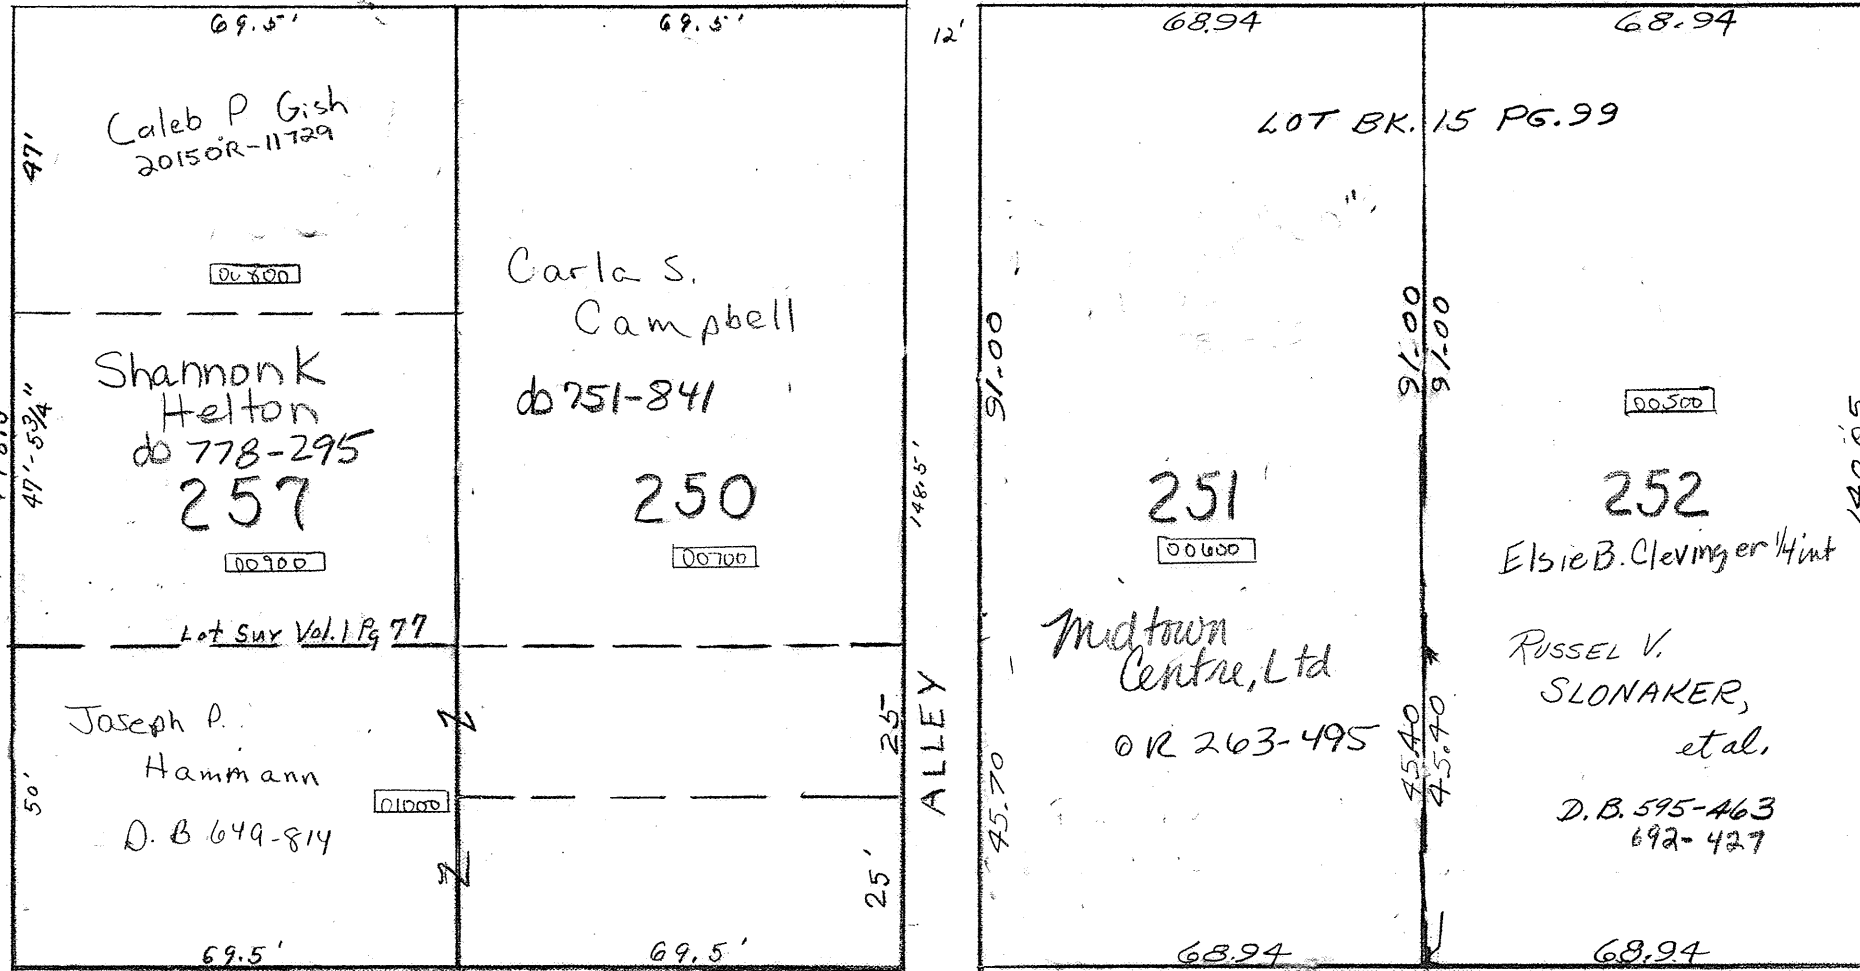 69.5'
69.5'
12'
68.94
68.94
Caleb P Gish
2015OR-11729
47'
LOT BK. 15 PG. 99
Carla S.
Campbell
db 751-841
250
00700
148.5'
Shannon K
Helton
db 778-295
257
00900
47'-5 3/4"
Lot Sur Vol. 1 Pg 77
Joseph P.
Hammann
D. B 649-814
01000
50'
25'
25'
ALLEY
69.5'
69.5'
91.00
91.00
91.00
251
00600
Midtown
Centre, Ltd
OR 263-495
45.70
45.40
45.40
00500
252
Elsie B. Clevinger 1/4 int
RUSSEL V.
SLONAKER,
et al.
D.B. 595-463
692-427
68.94
68.94